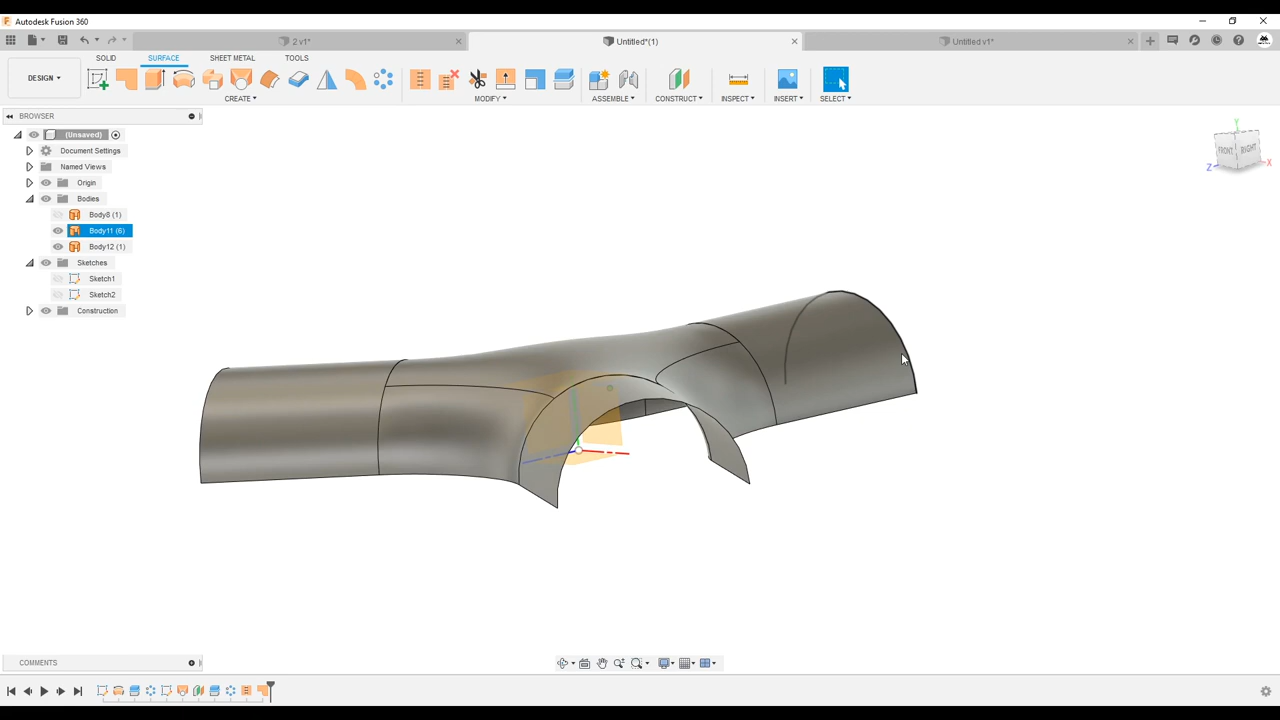 Autodesk Fusion 360
2 v1*
Untitled*(1)
Untitled v1*
SOLID SURFACE SHEET METAL TOOLS
DESIGN ▾
CREATE ▾ MODIFY ▾ ASSEMBLE ▾ CONSTRUCT ▾ INSPECT ▾ INSERT ▾ SELECT ▾
BROWSER
(Unsaved)
Document Settings
Named Views
Origin
Bodies
Body8 (1)
Body11 (6)
Body12 (1)
Sketches
Sketch1
Sketch2
Construction
Y
FRONT
RIGHT
Z
X
COMMENTS